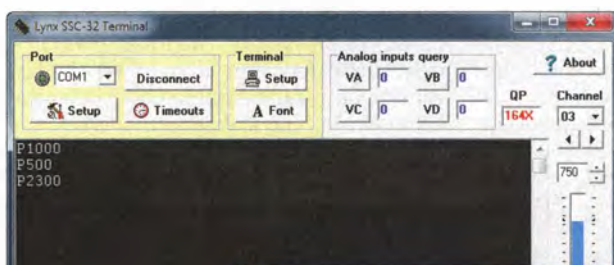 Lynx SSC-32 Terminal
Port
COM1
Disconnect
Setup
Timeouts
Terminal
Setup
A Font
Analog inputs query
VA 0 VB 0
VC 0 VD 0
QP
164X
? About
Channel
03
750
P1000
P500
P2300